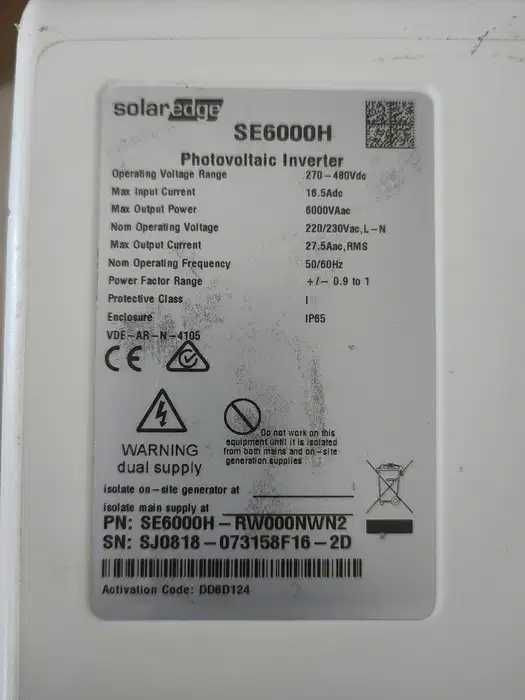 solaredge
SE6000H
Photovoltaic Inverter
Operating Voltage Range 270-480Vdc
Max Input Current 16.5Adc
Max Output Power 6000VAac
Nom Operating Voltage 220/230Vac,L-N
Max Output Current 27.5Aac,RMS
Nom Operating Frequency 50/60Hz
Power Factor Range +/- 0.9 to 1
Protective Class I
Enclosure IP65
VDE-AR-N-4105
CE
WARNING
dual supply
Do not work on this
equipment until it is isolated
from both mains and on-site
generation supplies
isolate on-site generator at
isolate main supply at
PN: SE6000H-RW000NWN2
SN: SJ0818-073158F16-2D
Activation Code: DD6D124